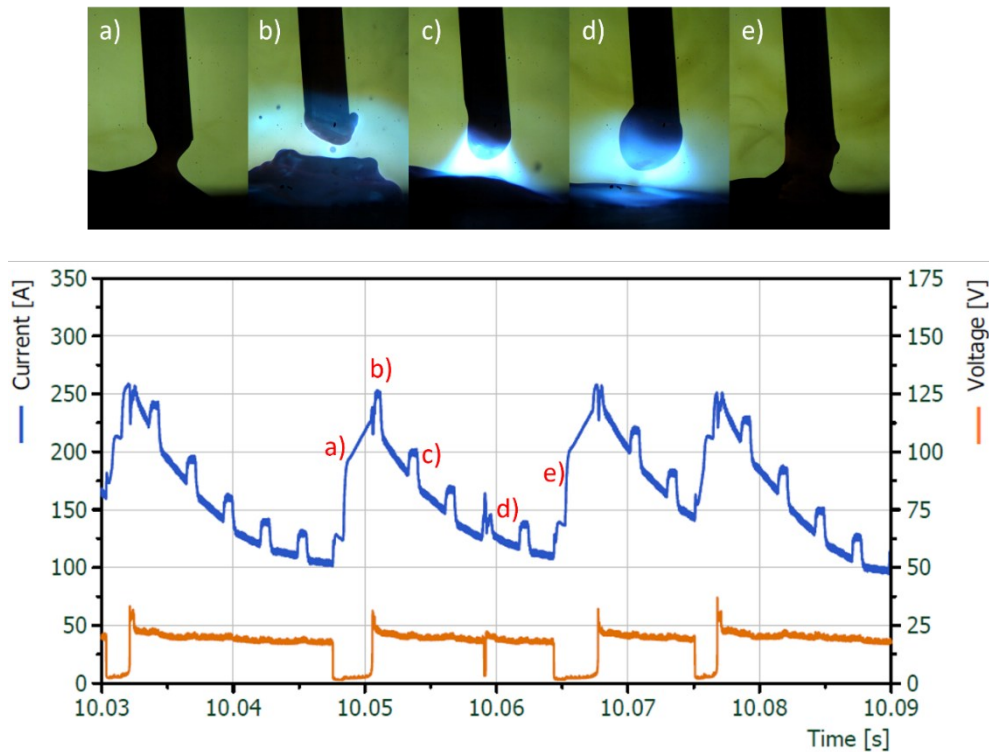 a) b) c) d) e)
Current [A]
350
300
250
200
150
100
50
0
b)
a)
c)
d)
e)
175
150
125
100
75
50
25
0
Voltage [V]
10.03 10.04 10.05 10.06 10.07 10.08 10.09
Time [s]